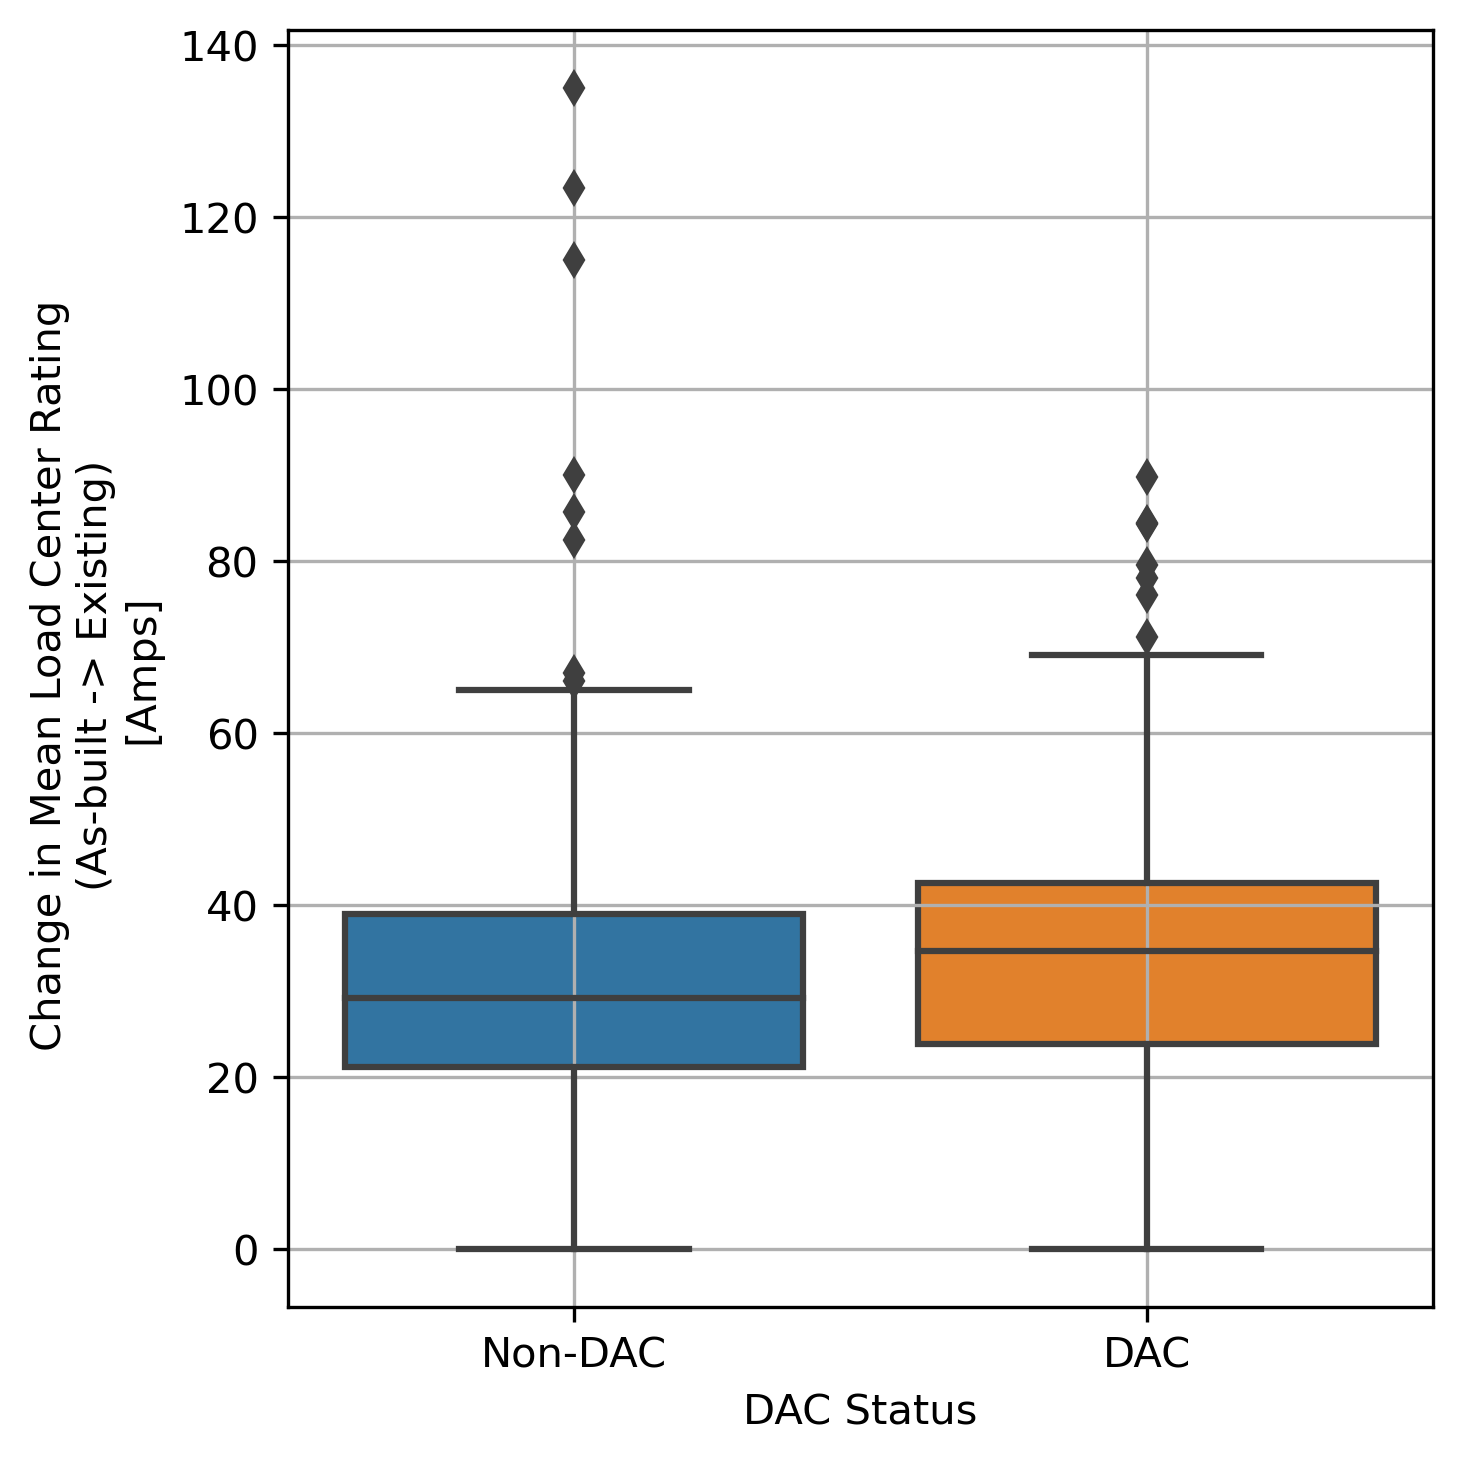 Change in Mean Load Center Rating
(As-built -> Existing)
[Amps]
140
120
100
80
60
40
20
0
Non-DAC
DAC
DAC Status